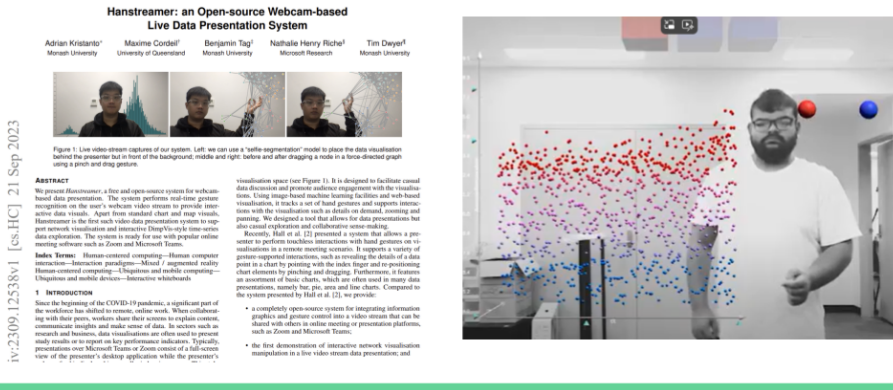 Hanstreamer: an Open-source Webcam-based
Live Data Presentation System
Adrian Kristanto* Maxime Cordeil† Benjamin Tag‡ Nathalie Henry Riche§ Tim Dwyer¶
Monash University University of Queensland Monash University Microsoft Research Monash University
Figure 1: Live video-stream captures of our system. Left: we can use a "selfie-segmentation" model to place the data visualisation
behind the presenter but in front of the background; middle and right: before and after dragging a node in a force-directed graph
using a pinch and drag gesture.
iv:2309.12538v1 [cs.HC] 21 Sep 2023
ABSTRACT
We present Hanstreamer, a free and open-source system for webcam-
based data presentation. The system performs real-time gesture
recognition on the user's webcam video stream to provide inter-
active data visuals. Apart from standard chart and map visuals,
Hanstreamer is the first such video data presentation system to sup-
port network visualisation and interactive DimpVis-style time-series
data exploration. The system is ready for use with popular online
meeting software such as Zoom and Microsoft Teams.
Index Terms: Human-centered computing—Human computer
interaction—Interaction paradigms—Mixed / augmented reality
Human-centered computing—Ubiquitous and mobile computing—
Ubiquitous and mobile devices—Interactive whiteboards
1 INTRODUCTION
Since the beginning of the COVID-19 pandemic, a significant part of
the workforce has shifted to remote, online work. When collaborat-
ing with their peers, workers share their screens to explain content,
communicate insights and make sense of data. In sectors such as
research and business, data visualisations are often used to present
study results or to report on key performance indicators. Typically,
presentations over Microsoft Teams or Zoom consist of a full-screen
view of the presenter's desktop application while the presenter's
visualisation space (see Figure 1). It is designed to facilitate casual
data discussion and promote audience engagement with the visualisa-
tions. Using image-based machine learning facilities and web-based
visualisation, it tracks a set of hand gestures and supports interac-
tions with the visualisation such as details on demand, zooming and
panning. We designed a tool that allows for data presentations but
also casual exploration and collaborative sense-making.
Recently, Hall et al. [2] presented a system that allows a pre-
senter to perform touchless interactions with hand gestures on vi-
sualisations in a remote meeting scenario. It supports a variety of
gesture-supported interactions, such as revealing the details of a data
point in a chart by pointing with the index finger and re-positioning
chart elements by pinching and dragging. Furthermore, it features
an assortment of basic charts, which are often used in many data
presentations, namely bar, pie, area and line charts. Compared to
the system presented by Hall et al. [2], we provide:
• a completely open-source system for integrating information
graphics and gesture control into a video stream that can be
shared with others in online meeting or presentation platforms,
such as Zoom and Microsoft Teams;
• the first demonstration of interactive network visualisation
manipulation in a live video stream data presentation; and